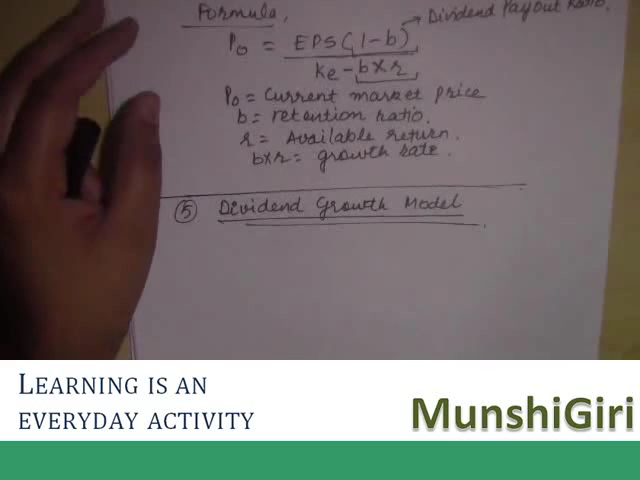 Formula,
→ Dividend Payout Ratio.
P₀ = EPS(1-b)
Ke - b×r
P₀ = Current market price
b = retention ratio.
r = Available return.
b×r = growth rate.
⑤ Dividend Growth Model
LEARNING IS AN
EVERYDAY ACTIVITY
MunshiGiri